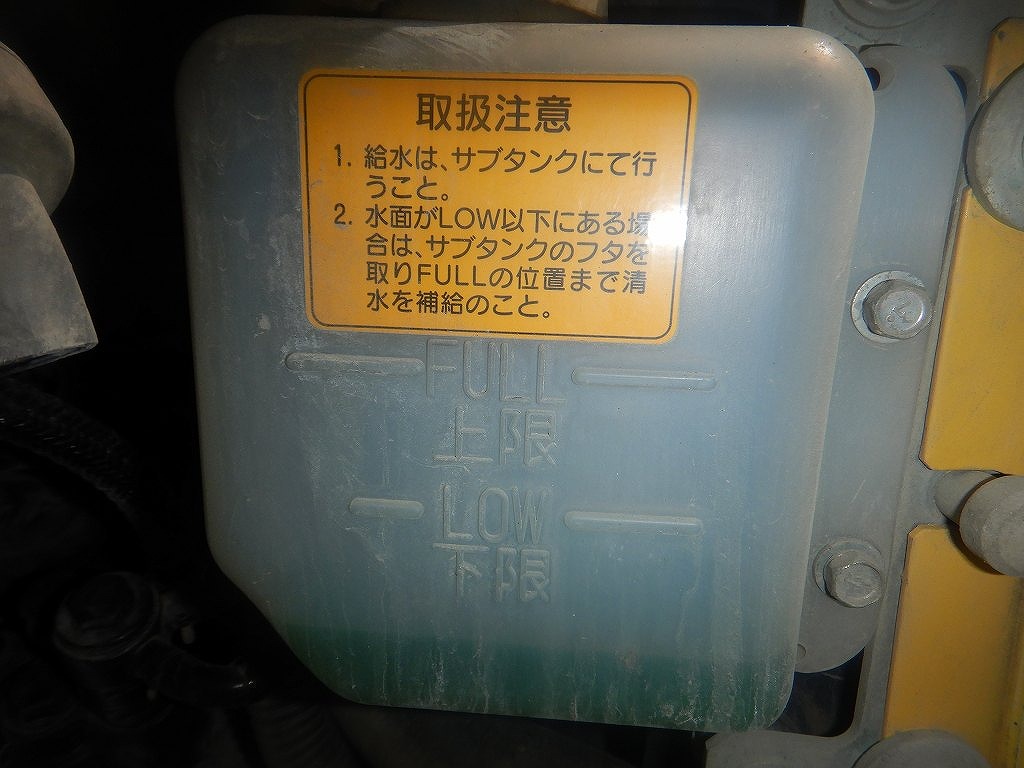 取扱注意
1. 給水は、サブタンクにて行
うこと。
2. 水面がLOW以下にある場
合は、サブタンクのフタを
取りFULLの位置まで清
水を補給のこと。
FULL
上限
LOW
下限